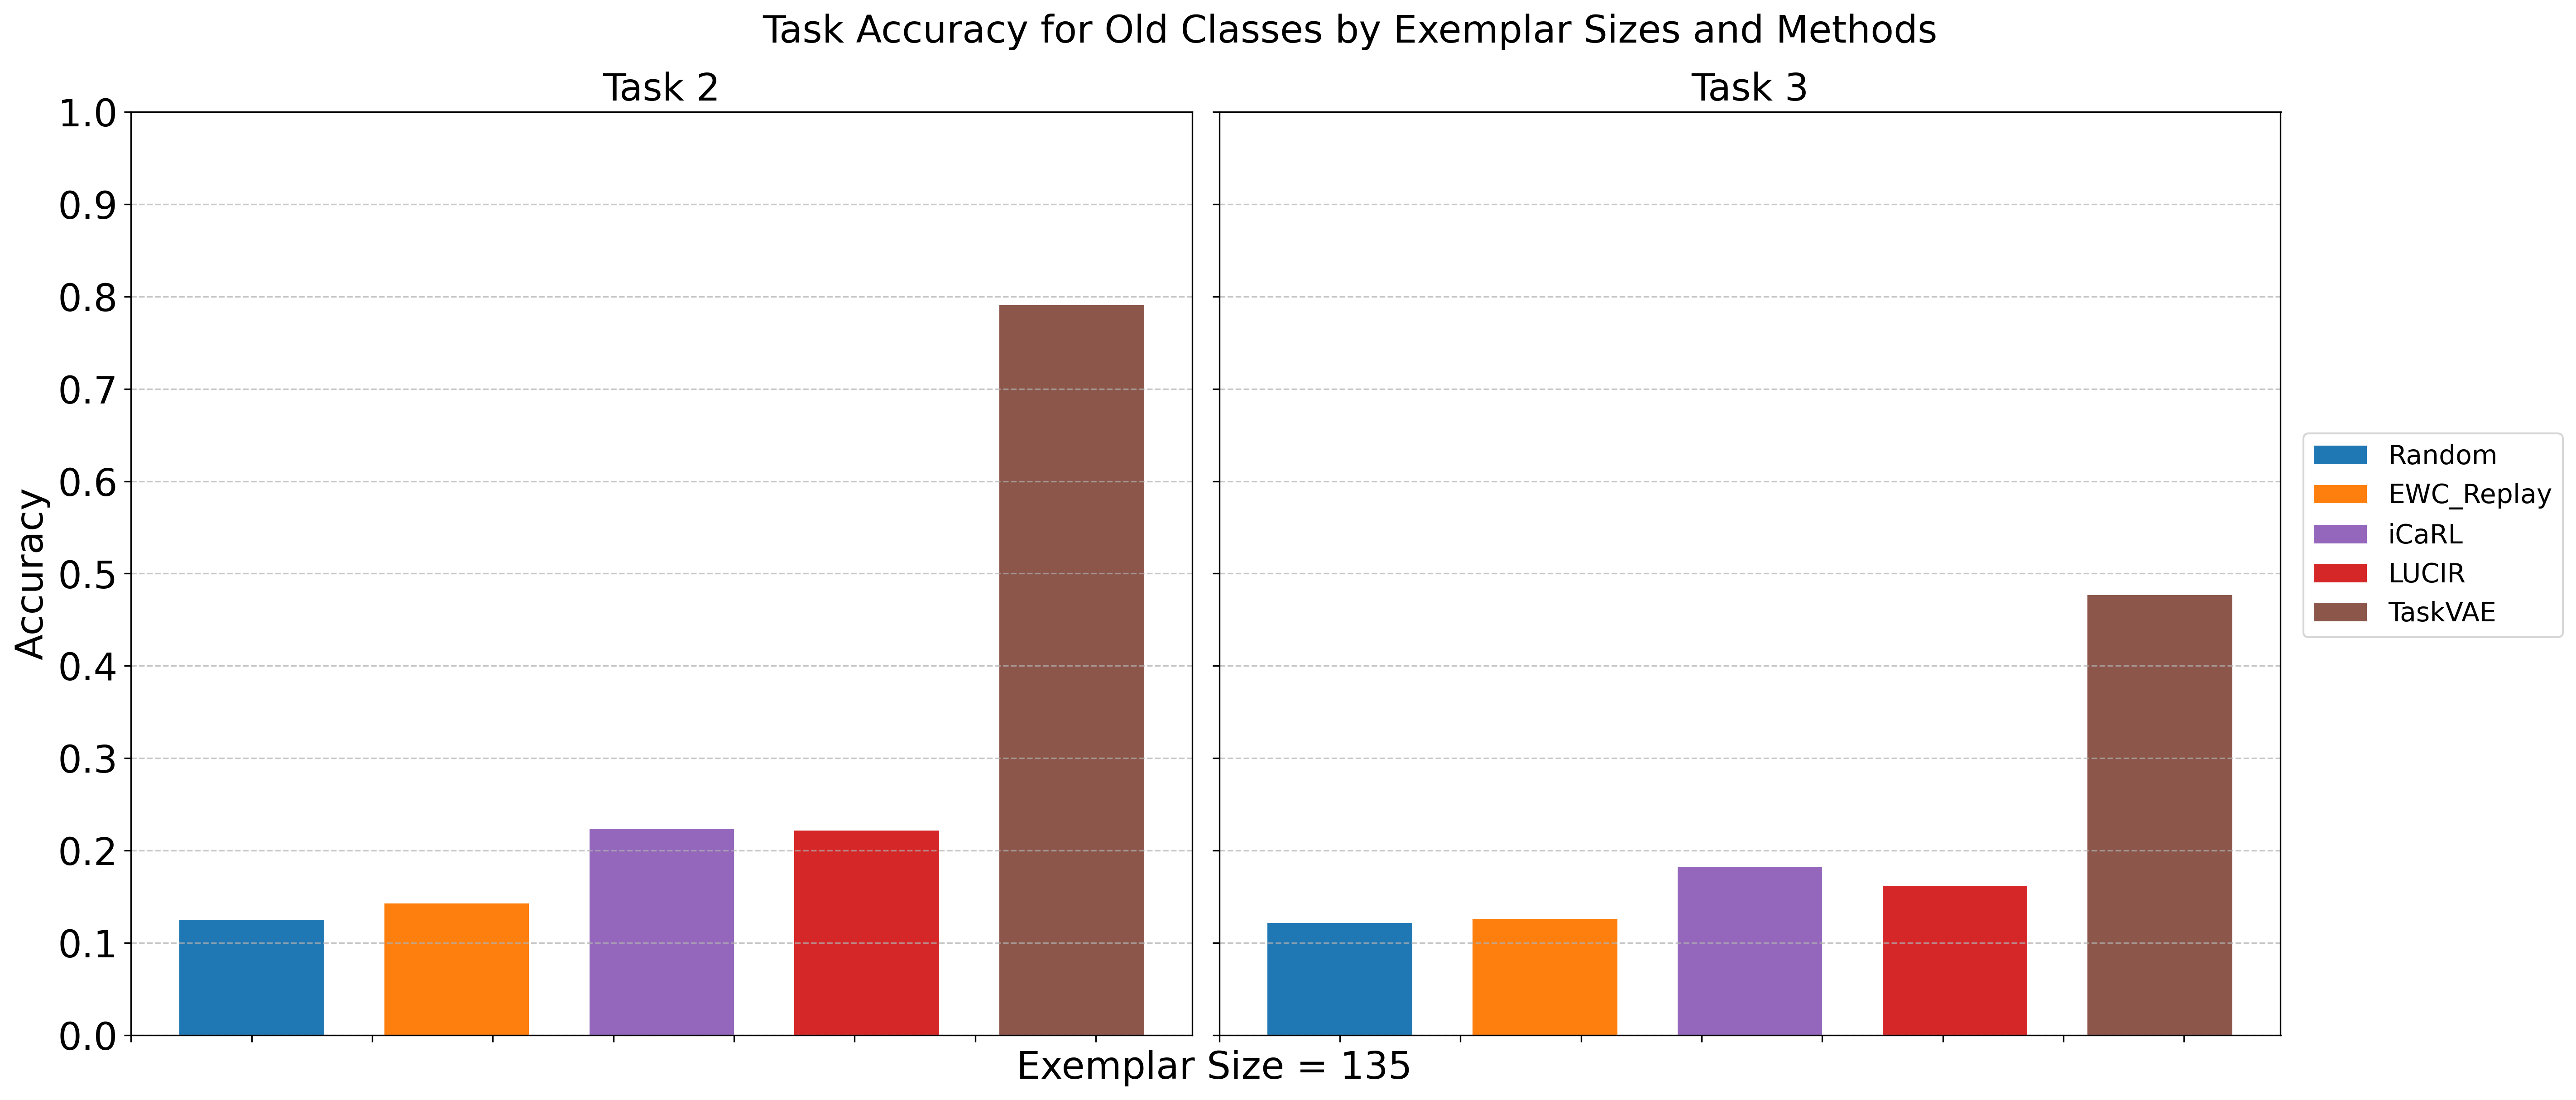 Task Accuracy for Old Classes by Exemplar Sizes and Methods
Task 2
Task 3
1.0
0.9
0.8
0.7
0.6
0.5
0.4
0.3
0.2
0.1
0.0
Accuracy
Exemplar Size = 135
Random
EWC_Replay
iCaRL
LUCIR
TaskVAE